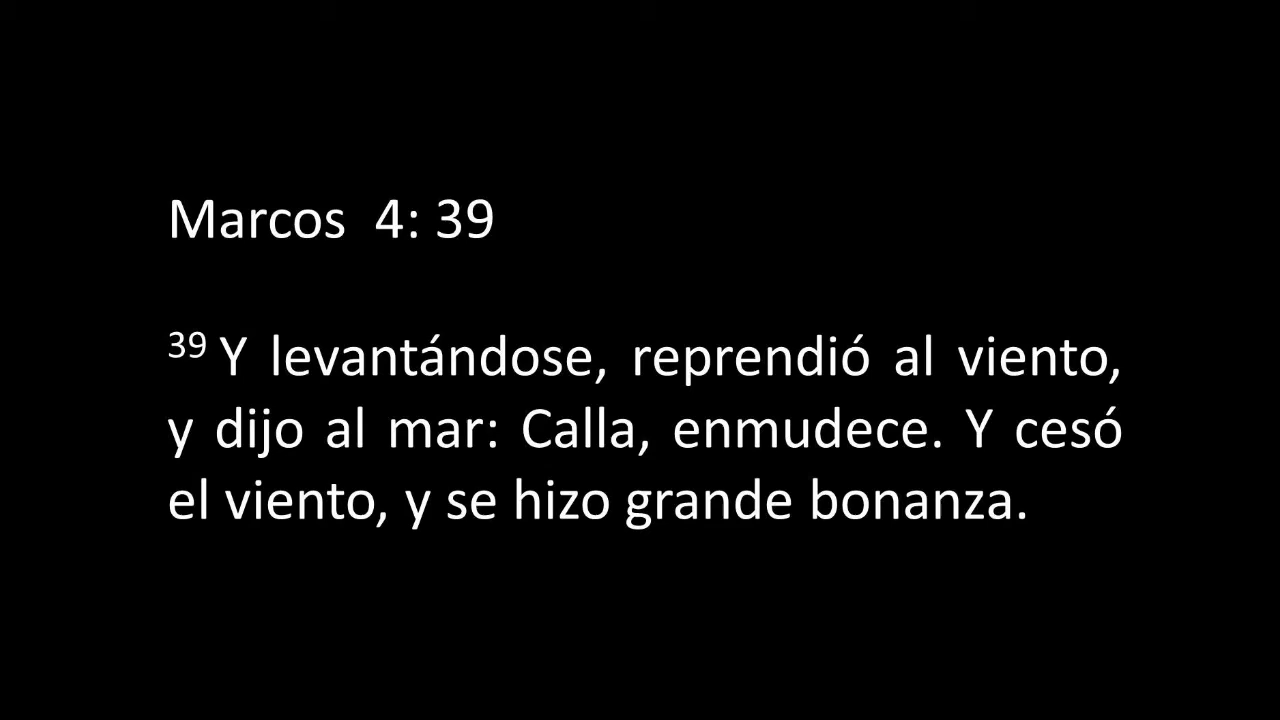 Marcos  4: 39
39 Y levantándose, reprendió al viento,
y dijo al mar: Calla, enmudece. Y cesó
el viento, y se hizo grande bonanza.